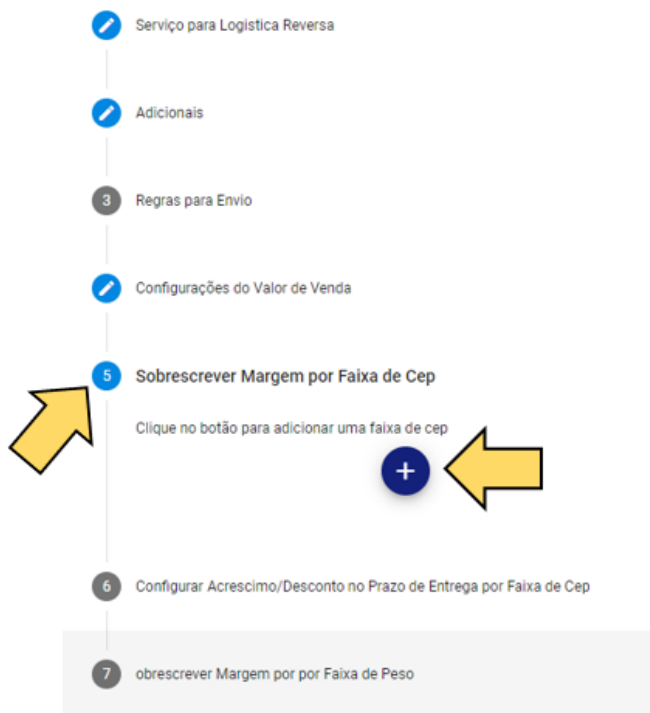 Serviço para Logistica Reversa
Adicionais
3 Regras para Envio
Configurações do Valor de Venda
5 Sobrescrever Margem por Faixa de Cep
Clique no botão para adicionar uma faixa de cep
+
6 Configurar Acrescimo/Desconto no Prazo de Entrega por Faixa de Cep
7 obrescrever Margem por por Faixa de Peso